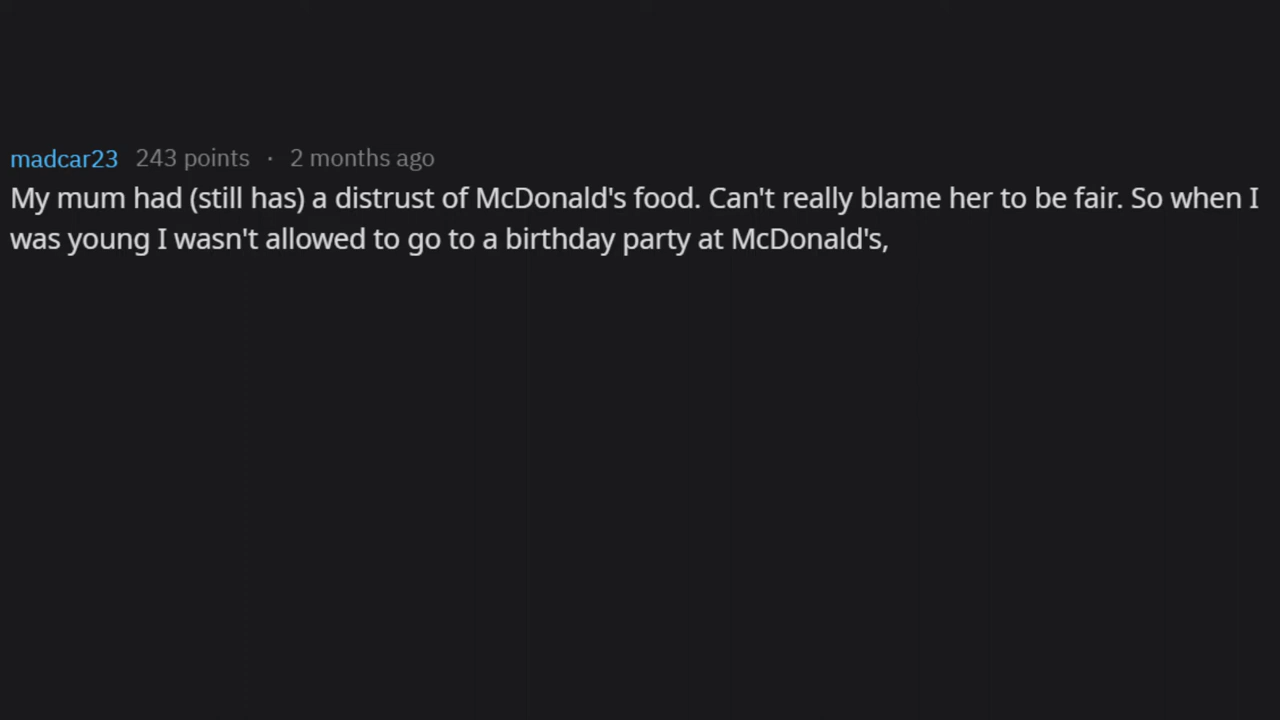 madcar23 243 points · 2 months ago
My mum had (still has) a distrust of McDonald's food. Can't really blame her to be fair. So when I
was young I wasn't allowed to go to a birthday party at McDonald's,